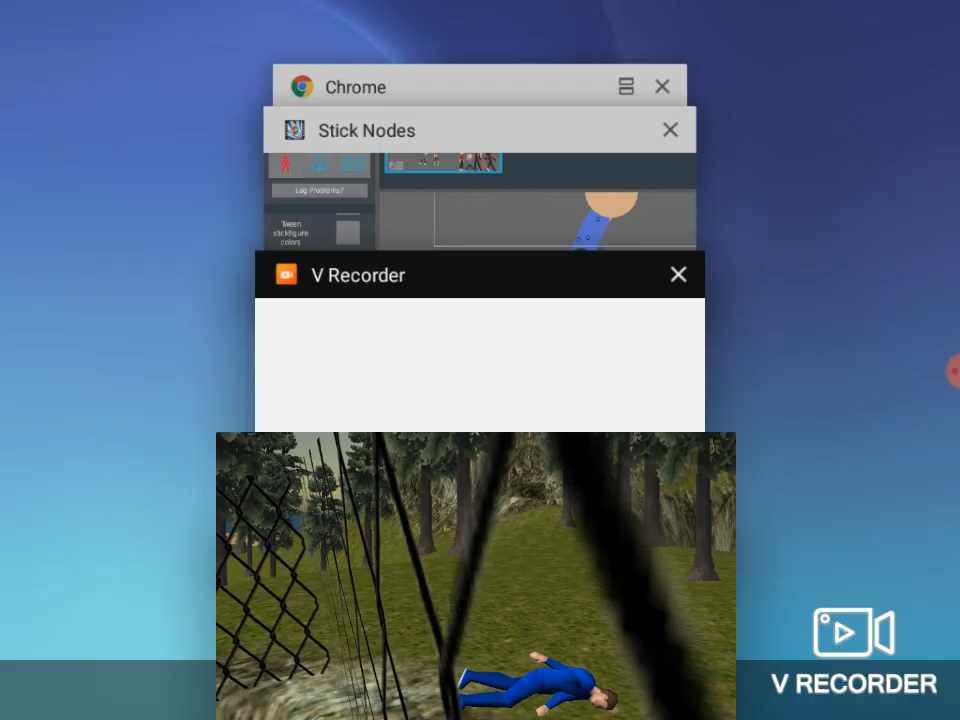 Chrome
Stick Nodes
Lag Problems?
Tween
stickfigure
colors
V Recorder
V RECORDER